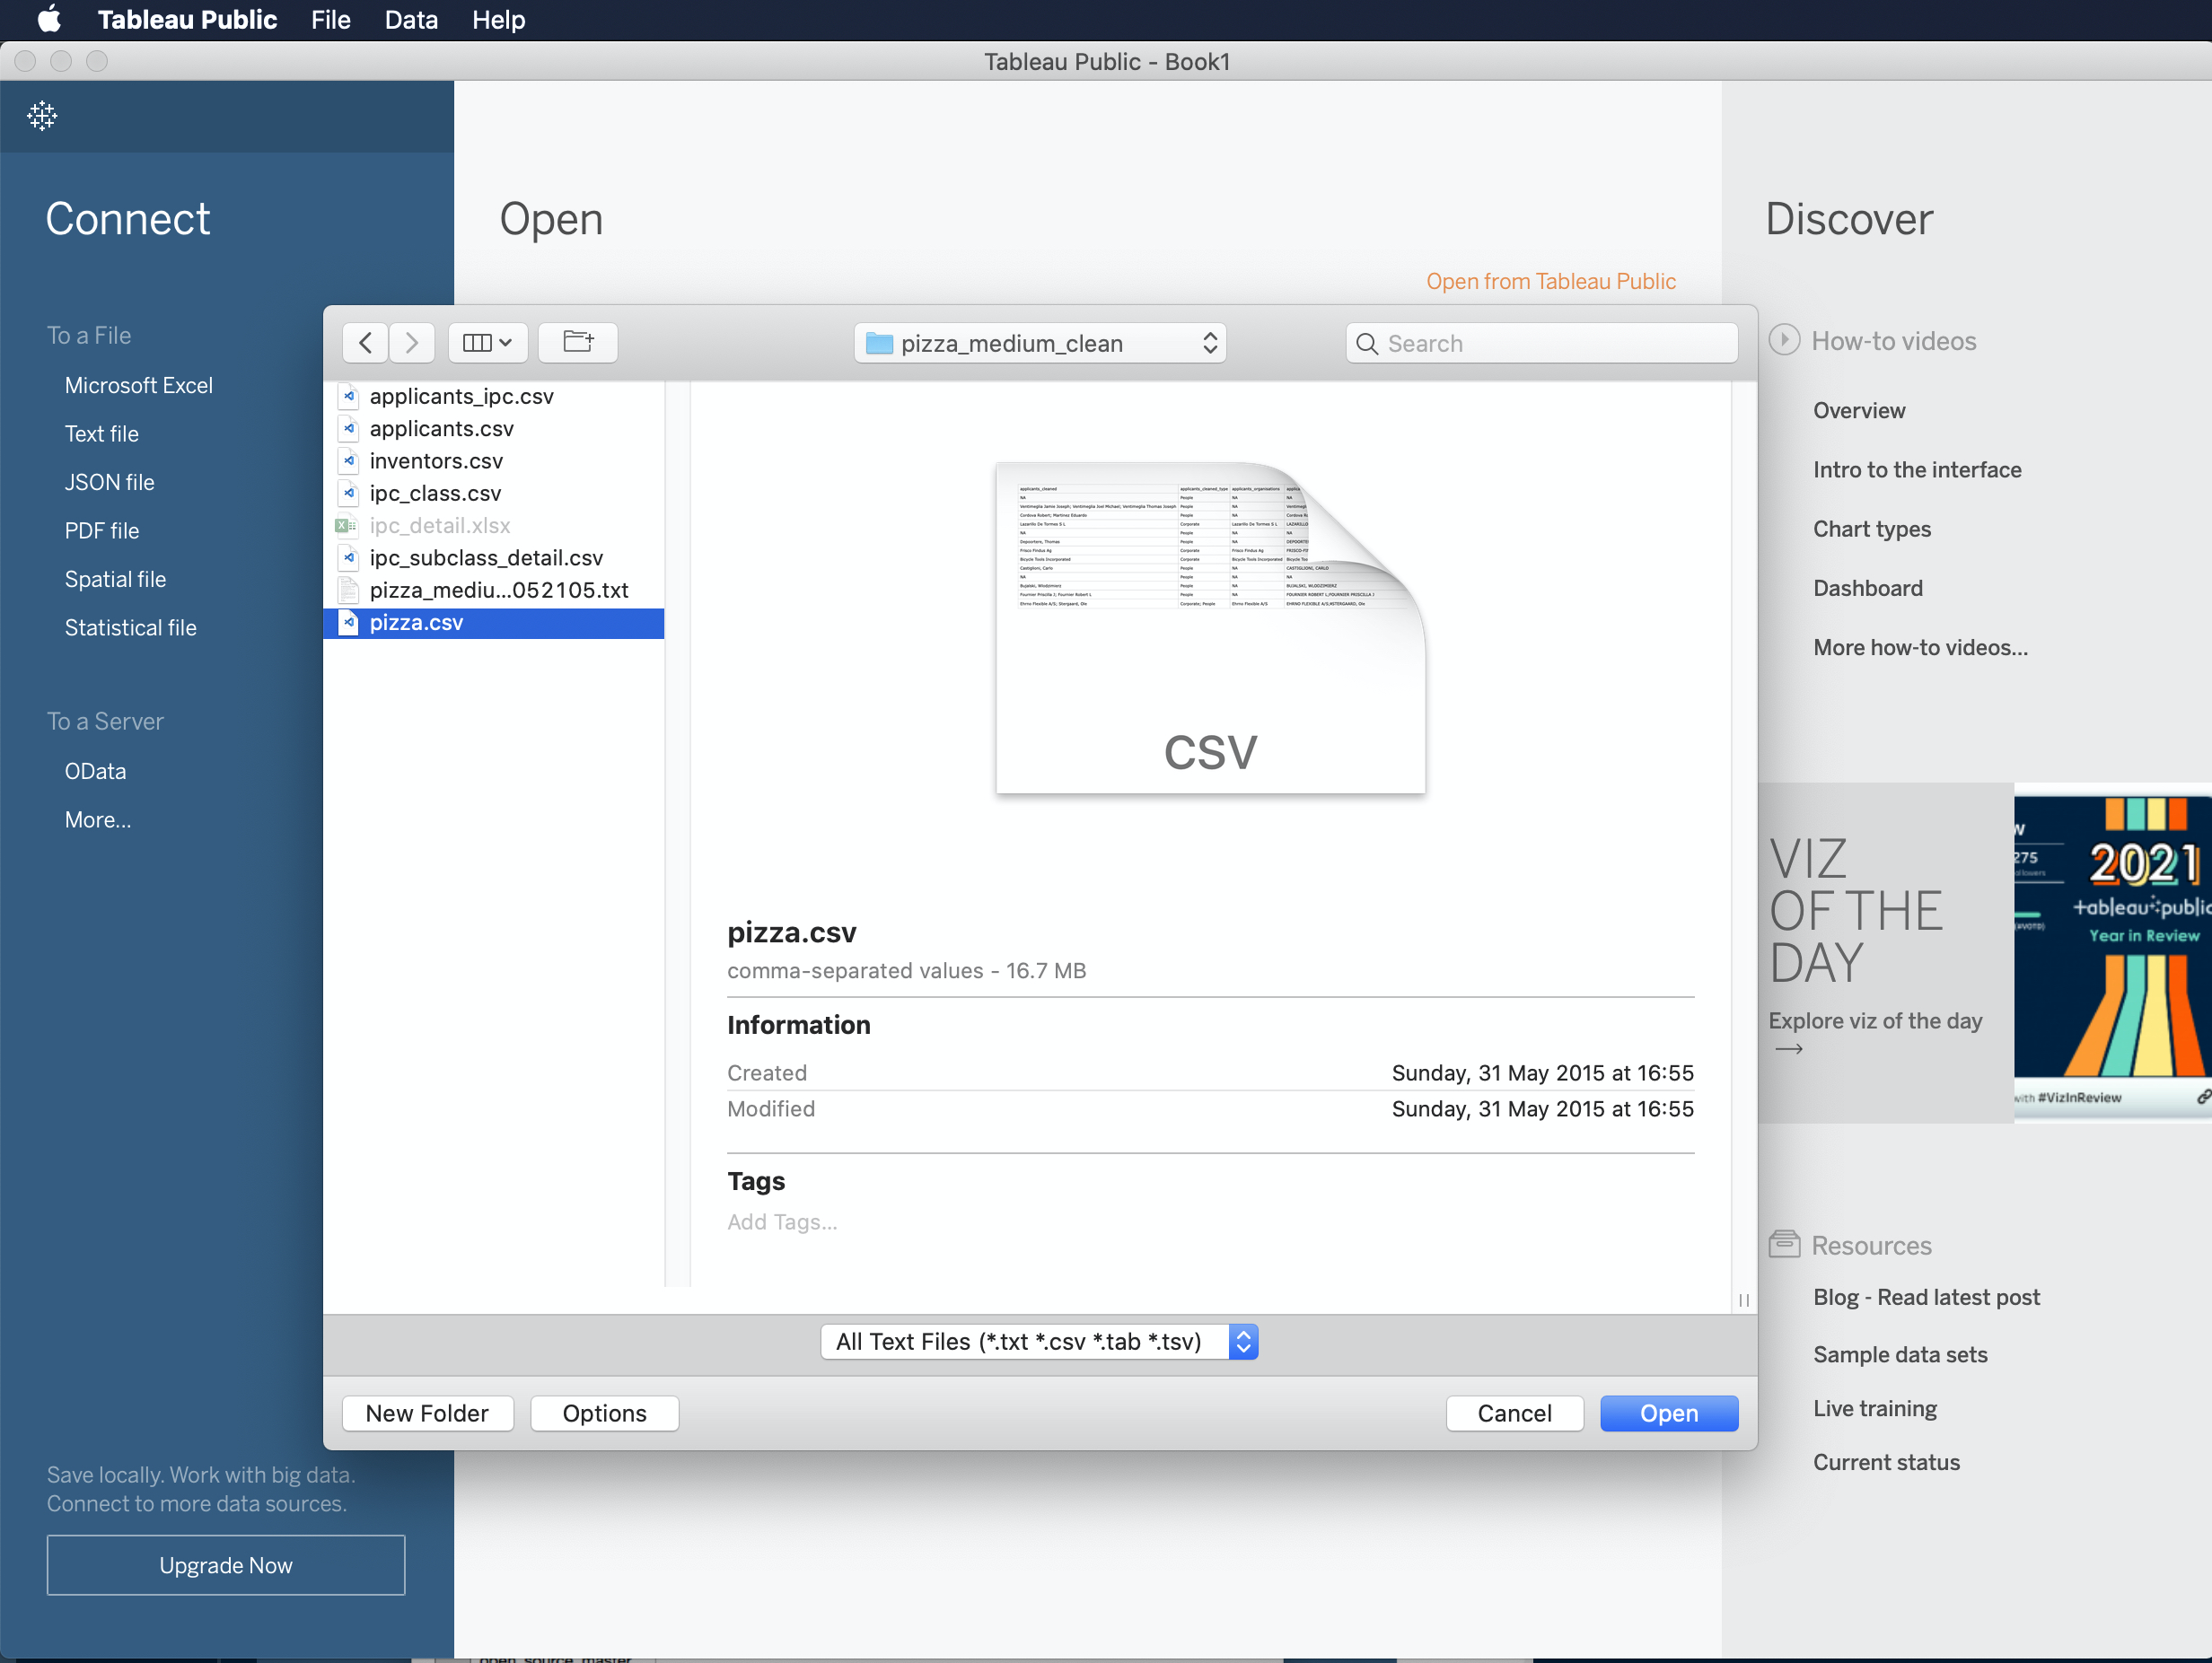 Tableau Public File Data Help
Tableau Public - Book1
Connect
To a File
Microsoft Excel
Text file
JSON file
PDF file
Spatial file
Statistical file
To a Server
OData
More...
Save locally. Work with big data.
Connect to more data sources.
Upgrade Now
Open
Open from Tableau Public
pizza_medium_clean
Search
applicants_ipc.csv
applicants.csv
inventors.csv
ipc_class.csv
ipc_detail.xlsx
ipc_subclass_detail.csv
pizza_mediu...052105.txt
pizza.csv
csv
pizza.csv
comma-separated values - 16.7 MB
Information
Created Sunday, 31 May 2015 at 16:55
Modified Sunday, 31 May 2015 at 16:55
Tags
Add Tags...
All Text Files (*.txt *.csv *.tab *.tsv)
New Folder Options Cancel Open
Discover
How-to videos
Overview
Intro to the interface
Chart types
Dashboard
More how-to videos...
VIZ
OF THE
DAY
Explore viz of the day
275
2021
+ableau public
Year in Review
with #VizInReview
Resources
Blog - Read latest post
Sample data sets
Live training
Current status